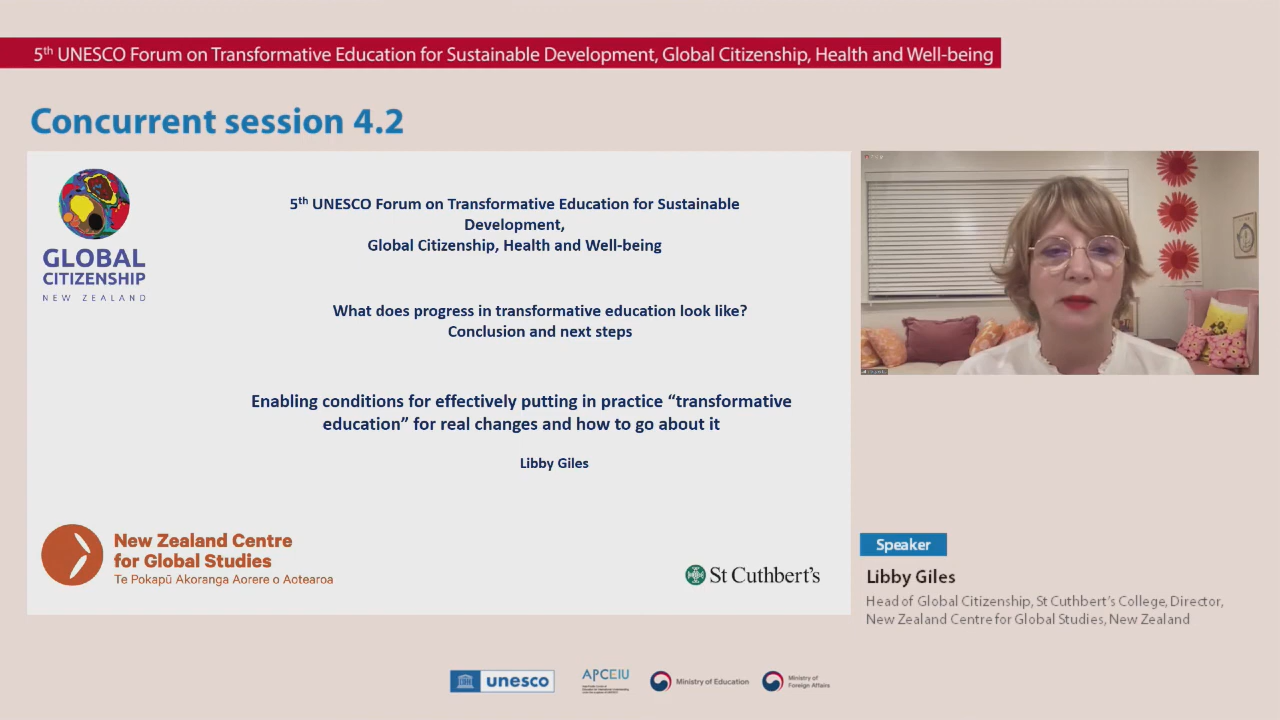 5th UNESCO Forum on Transformative Education for Sustainable Development, Global Citizenship, Health and Well-being
Concurrent session 4.2
GLOBAL
CITIZENSHIP
NEW ZEALAND
5th UNESCO Forum on Transformative Education for Sustainable
Development,
Global Citizenship, Health and Well-being
What does progress in transformative education look like?
Conclusion and next steps
Enabling conditions for effectively putting in practice “transformative
education” for real changes and how to go about it
Libby Giles
New Zealand Centre
for Global Studies
Te Pokapū Akoranga Aorere o Aotearoa
St Cuthbert's
Speaker
Libby Giles
Head of Global Citizenship, St Cuthbert's College, Director,
New Zealand Centre for Global Studies, New Zealand
unesco
APCEIU
Ministry of Education
Ministry of
Foreign Affairs